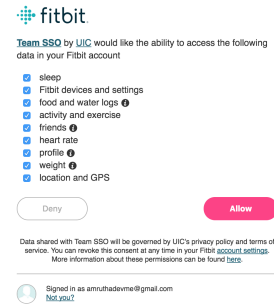 fitbit
Team SSO by UIC would like the ability to access the following
data in your Fitbit account
sleep
Fitbit devices and settings
food and water logs
activity and exercise
friends
heart rate
profile
weight
location and GPS
Deny
Allow
Data shared with Team SSO will be governed by UIC's privacy policy and terms of
service. You can revoke this consent at any time in your Fitbit account settings.
More information about these permissions can be found here.
Signed in as amruthadevme@gmail.com
Not you?